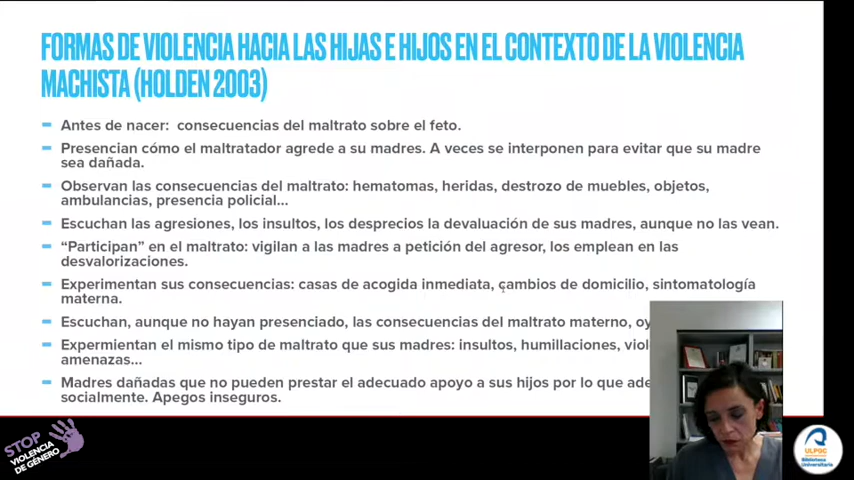 FORMAS DE VIOLENCIA HACIA LAS HIJAS E HIJOS EN EL CONTEXTO DE LA VIOLENCIA
MACHISTA (HOLDEN 2003)
Antes de nacer: consecuencias del maltrato sobre el feto.
Presencian cómo el maltratador agrede a su madres. A veces se interponen para evitar que su madre
sea dañada.
Observan las consecuencias del maltrato: hematomas, heridas, destrozo de muebles, objetos,
ambulancias, presencia policial...
Escuchan las agresiones, los insultos, los desprecios la devaluación de sus madres, aunque no las vean.
“Participan” en el maltrato: vigilan a las madres a petición del agresor, los emplean en las
desvalorizaciones.
Experimentan sus consecuencias: casas de acogida inmediata, cambios de domicilio, sintomatología
materna.
Escuchan, aunque no hayan presenciado, las consecuencias del maltrato materno,
Expermientan el mismo tipo de maltrato que sus madres: insultos, humillaciones,
amenazas...
Madres dañadas que no pueden prestar el adecuado apoyo a sus hijos por lo que
socialmente. Apegos inseguros.
STOP
VIOLENCIA
DE GÉNERO
ULPGC
Biblioteca
Universitaria